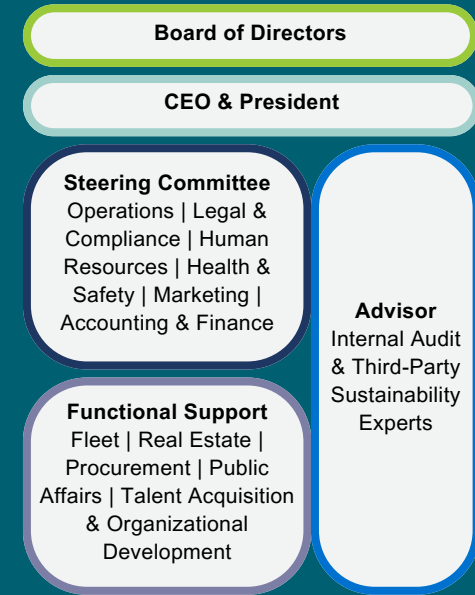 Board of Directors
CEO & President
Steering Committee
Operations | Legal &
Compliance | Human
Resources | Health &
Safety | Marketing |
Accounting & Finance
Functional Support
Fleet | Real Estate |
Procurement | Public
Affairs | Talent Acquisition
& Organizational
Development
Advisor
Internal Audit
& Third-Party
Sustainability
Experts